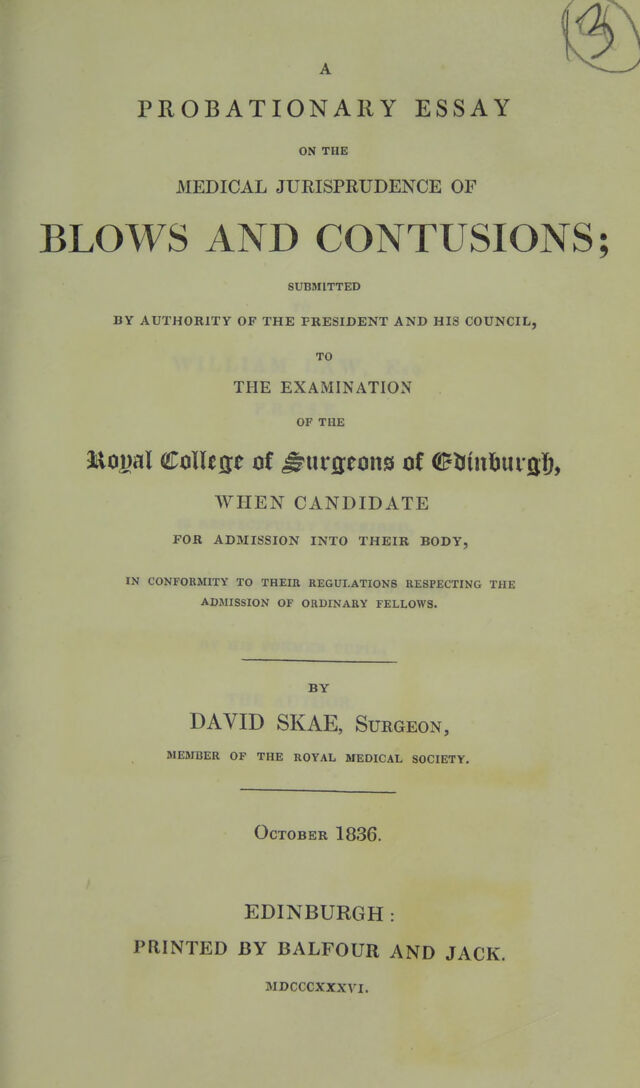 3
A
PROBATIONARY ESSAY
ON THE
MEDICAL JURISPRUDENCE OF
BLOWS AND CONTUSIONS;
SUBMITTED
BY AUTHORITY OF THE PRESIDENT AND HIS COUNCIL,
TO
THE EXAMINATION
OF THE
Royal College of Surgeons of Edinburgh,
WHEN CANDIDATE
FOR ADMISSION INTO THEIR BODY,
IN CONFORMITY TO THEIR REGULATIONS RESPECTING THE
ADMISSION OF ORDINARY FELLOWS.
BY
DAVID SKAE, SURGEON,
MEMBER OF THE ROYAL MEDICAL SOCIETY.
OCTOBER 1836.
EDINBURGH:
PRINTED BY BALFOUR AND JACK.
MDCCCXXXVI.